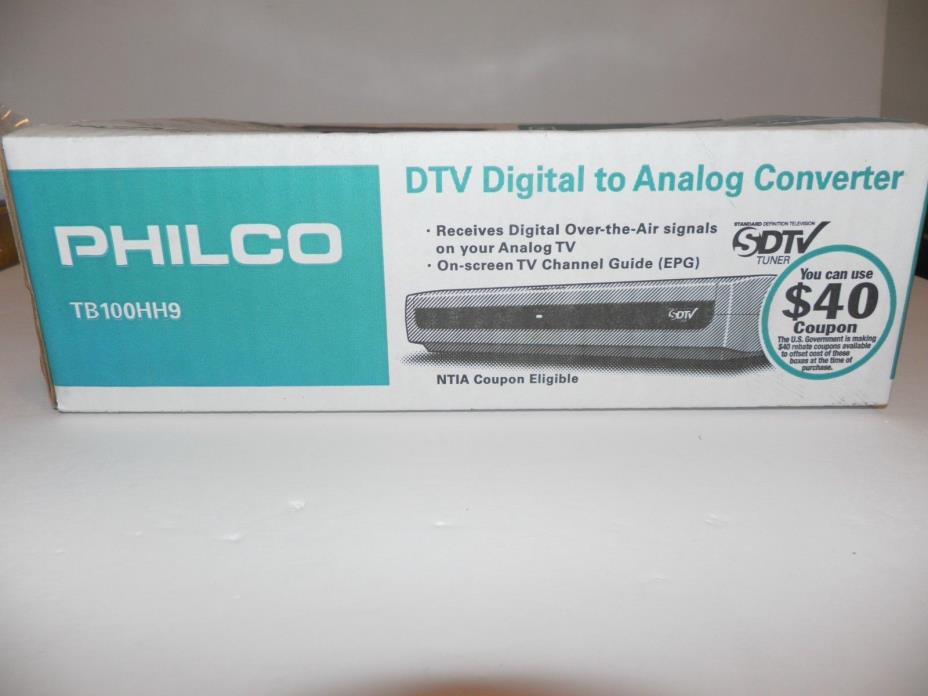 PHILCO
TB100HH9
DTV Digital to Analog Converter
· Receives Digital Over-the-Air signals
on your Analog TV
· On-screen TV Channel Guide (EPG)
STANDARD DEFINITION TELEVISION
SDTV
TUNER
SDTV
You can use
$40
Coupon
The U.S. Government is making
$40 rebate coupons available
to offset cost of these
boxes at the time of
purchase.
NTIA Coupon Eligible